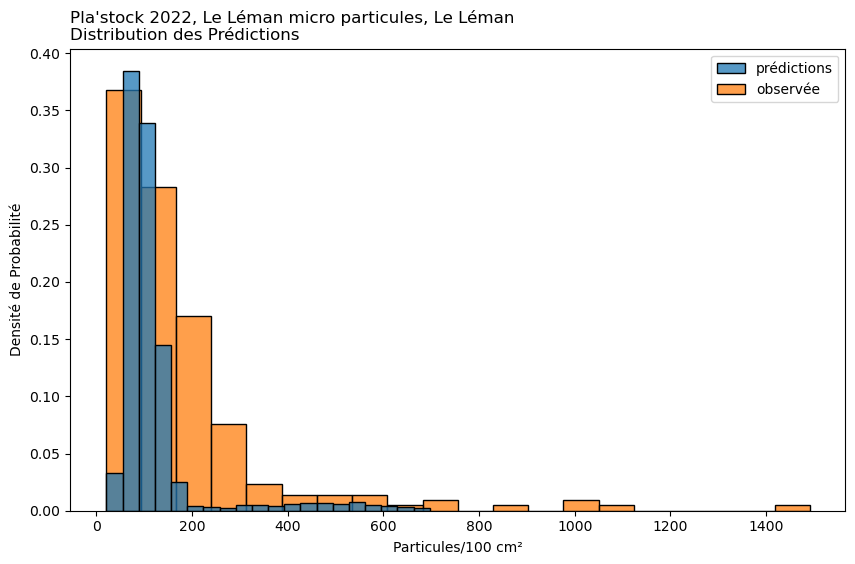 Pla'stock 2022, Le Léman micro particules, Le Léman
Distribution des Prédictions
prédictions
observée
Densité de Probabilité
0.40
0.35
0.30
0.25
0.20
0.15
0.10
0.05
0.00
0 200 400 600 800 1000 1200 1400
Particules/100 cm²